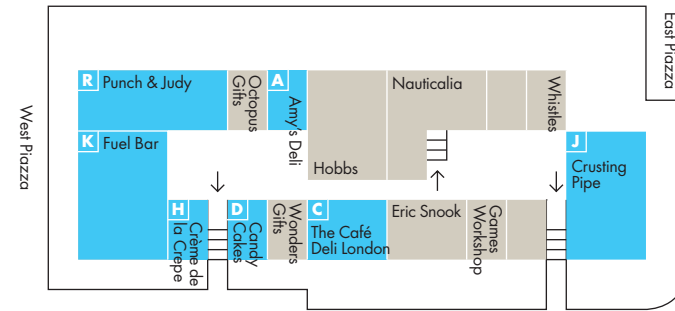 East Piazza
R Punch & Judy
Octopus
Gifts
A
Amy's Deli
Nauticalia
Whistles
West Piazza
K Fuel Bar
Hobbs
J
Crusting
Pipe
H
Crème de
la Crepe
D
Candy
Cakes
Wonders
Gifts
C
The Café
Deli London
Eric Snook
Games
Workshop